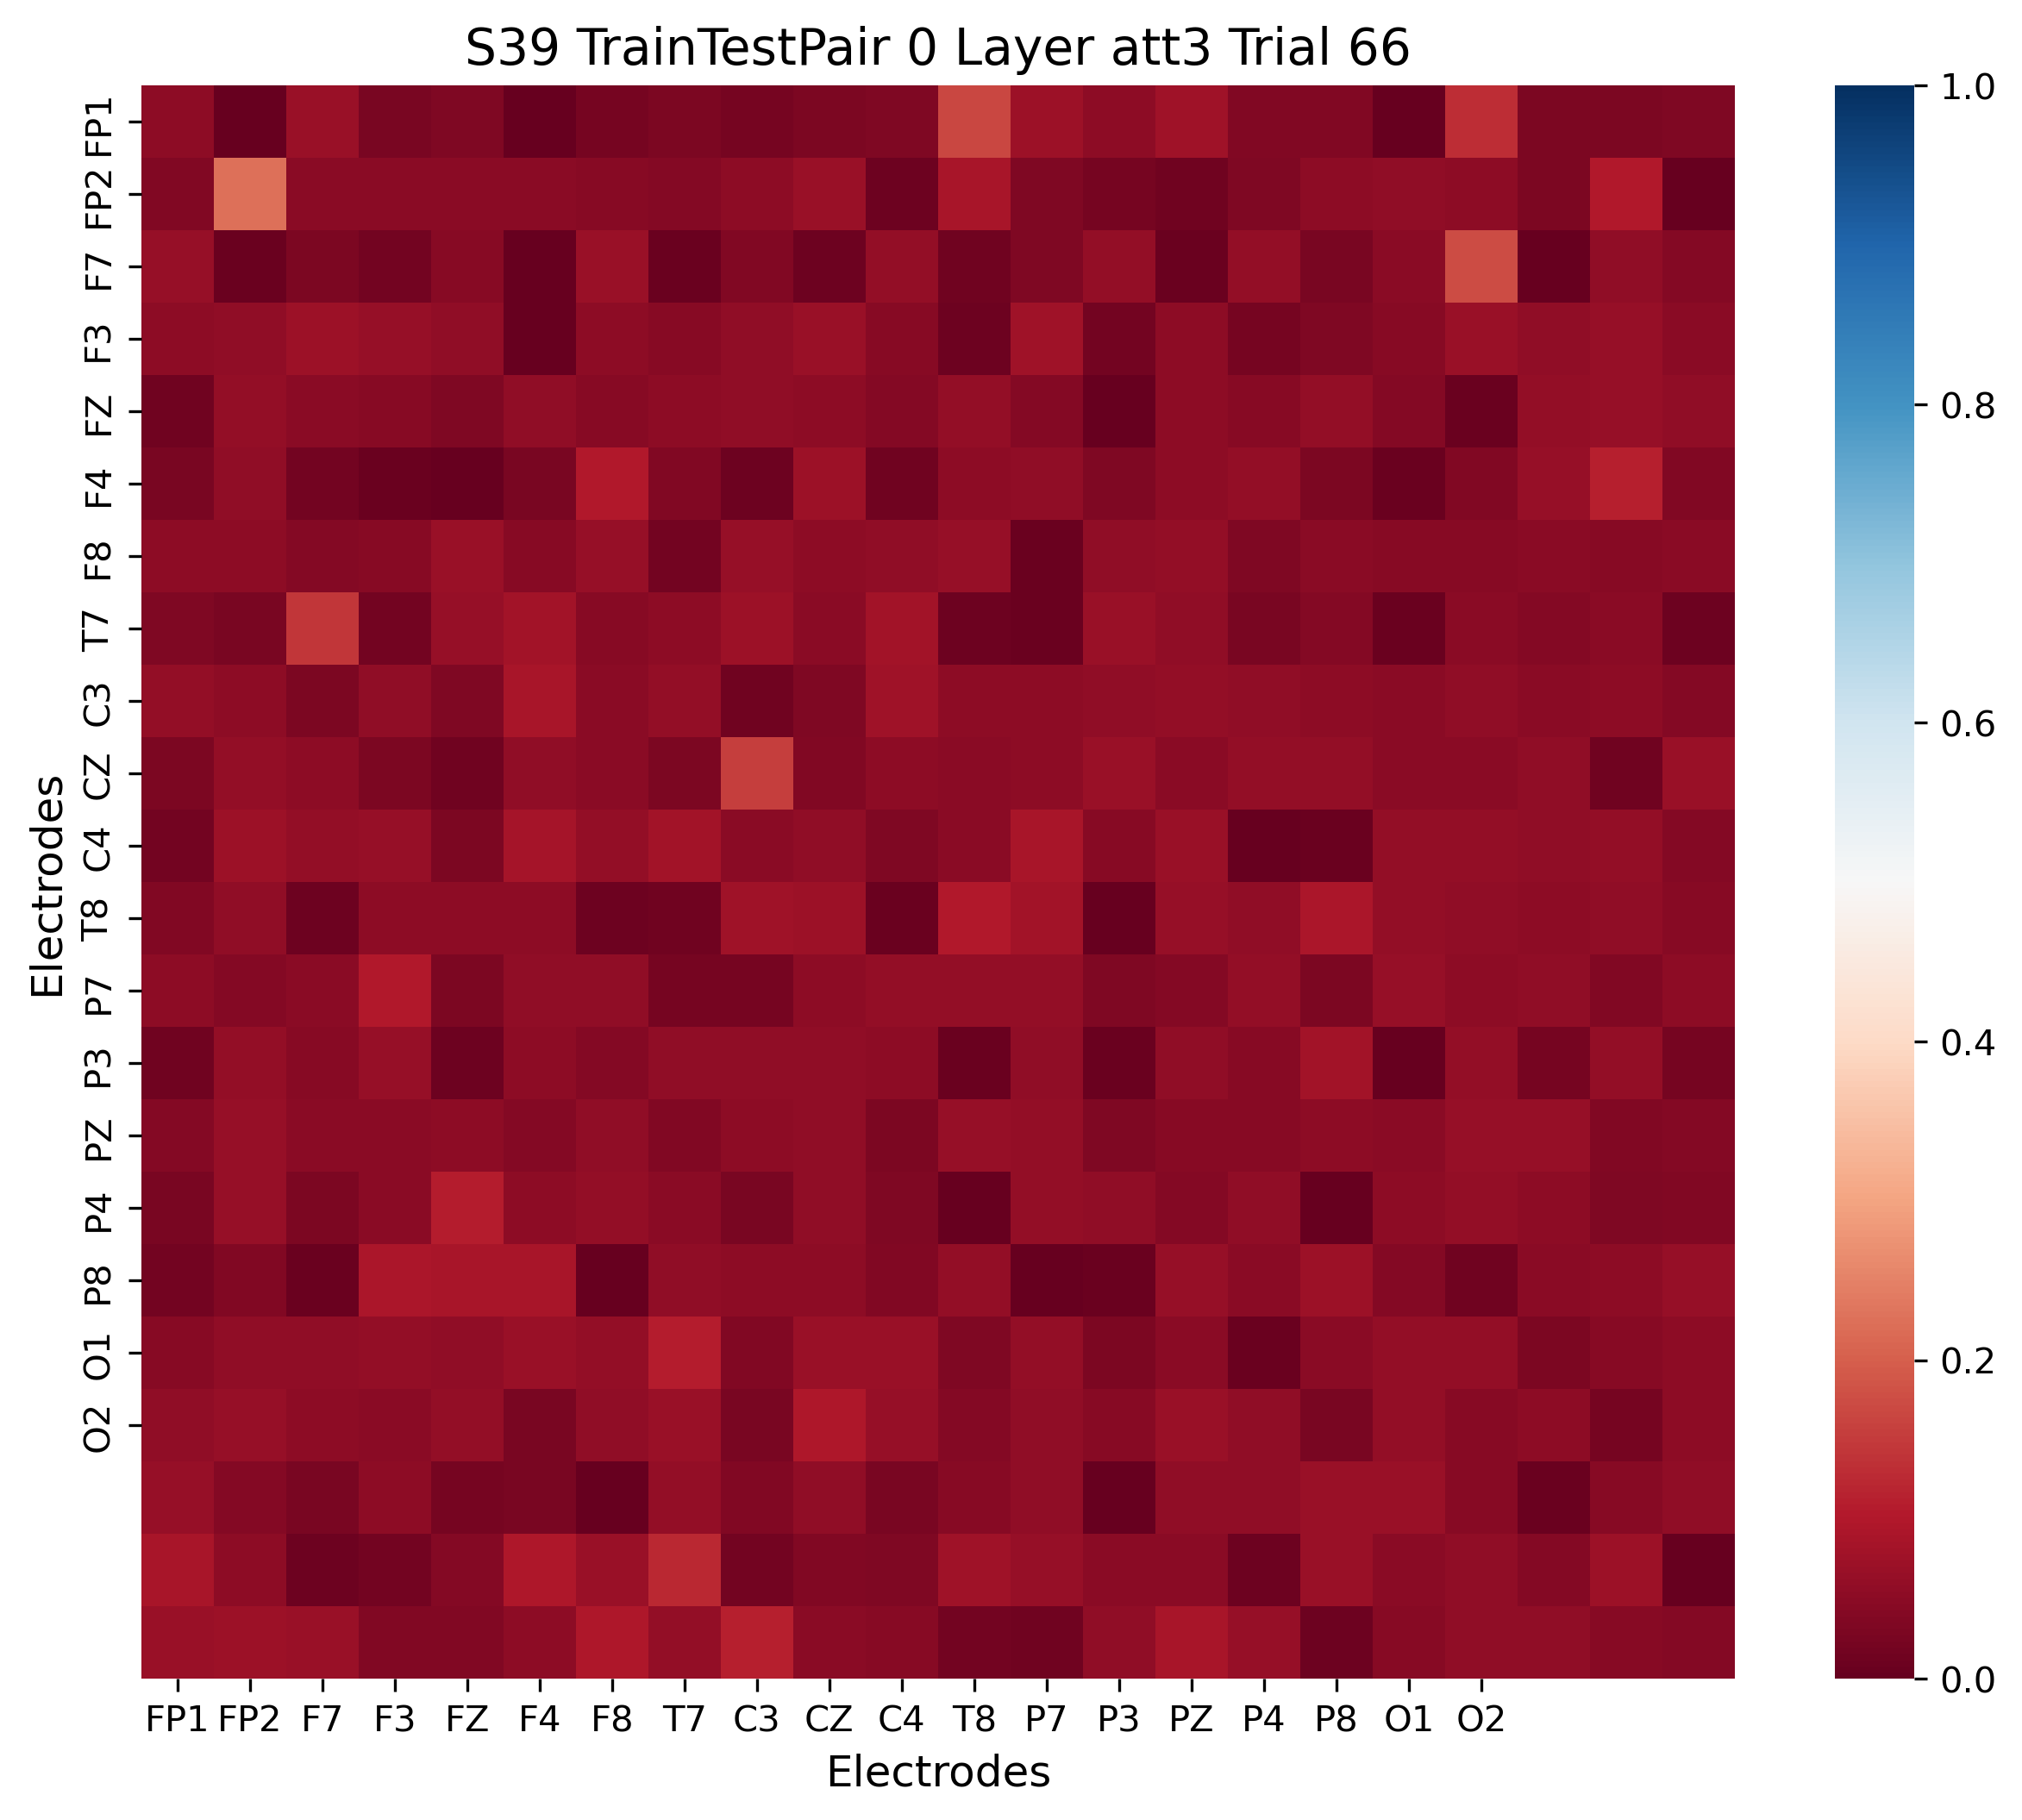 S39 TrainTestPair 0 Layer att3 Trial 66
Electrodes
FP1
FP2
F7
F3
FZ
F4
F8
T7
C3
CZ
C4
T8
P7
P3
PZ
P4
P8
O1
O2
FP1 FP2 F7 F3 FZ F4 F8 T7 C3 CZ C4 T8 P7 P3 PZ P4 P8 O1 O2
Electrodes
1.0
0.8
0.6
0.4
0.2
0.0